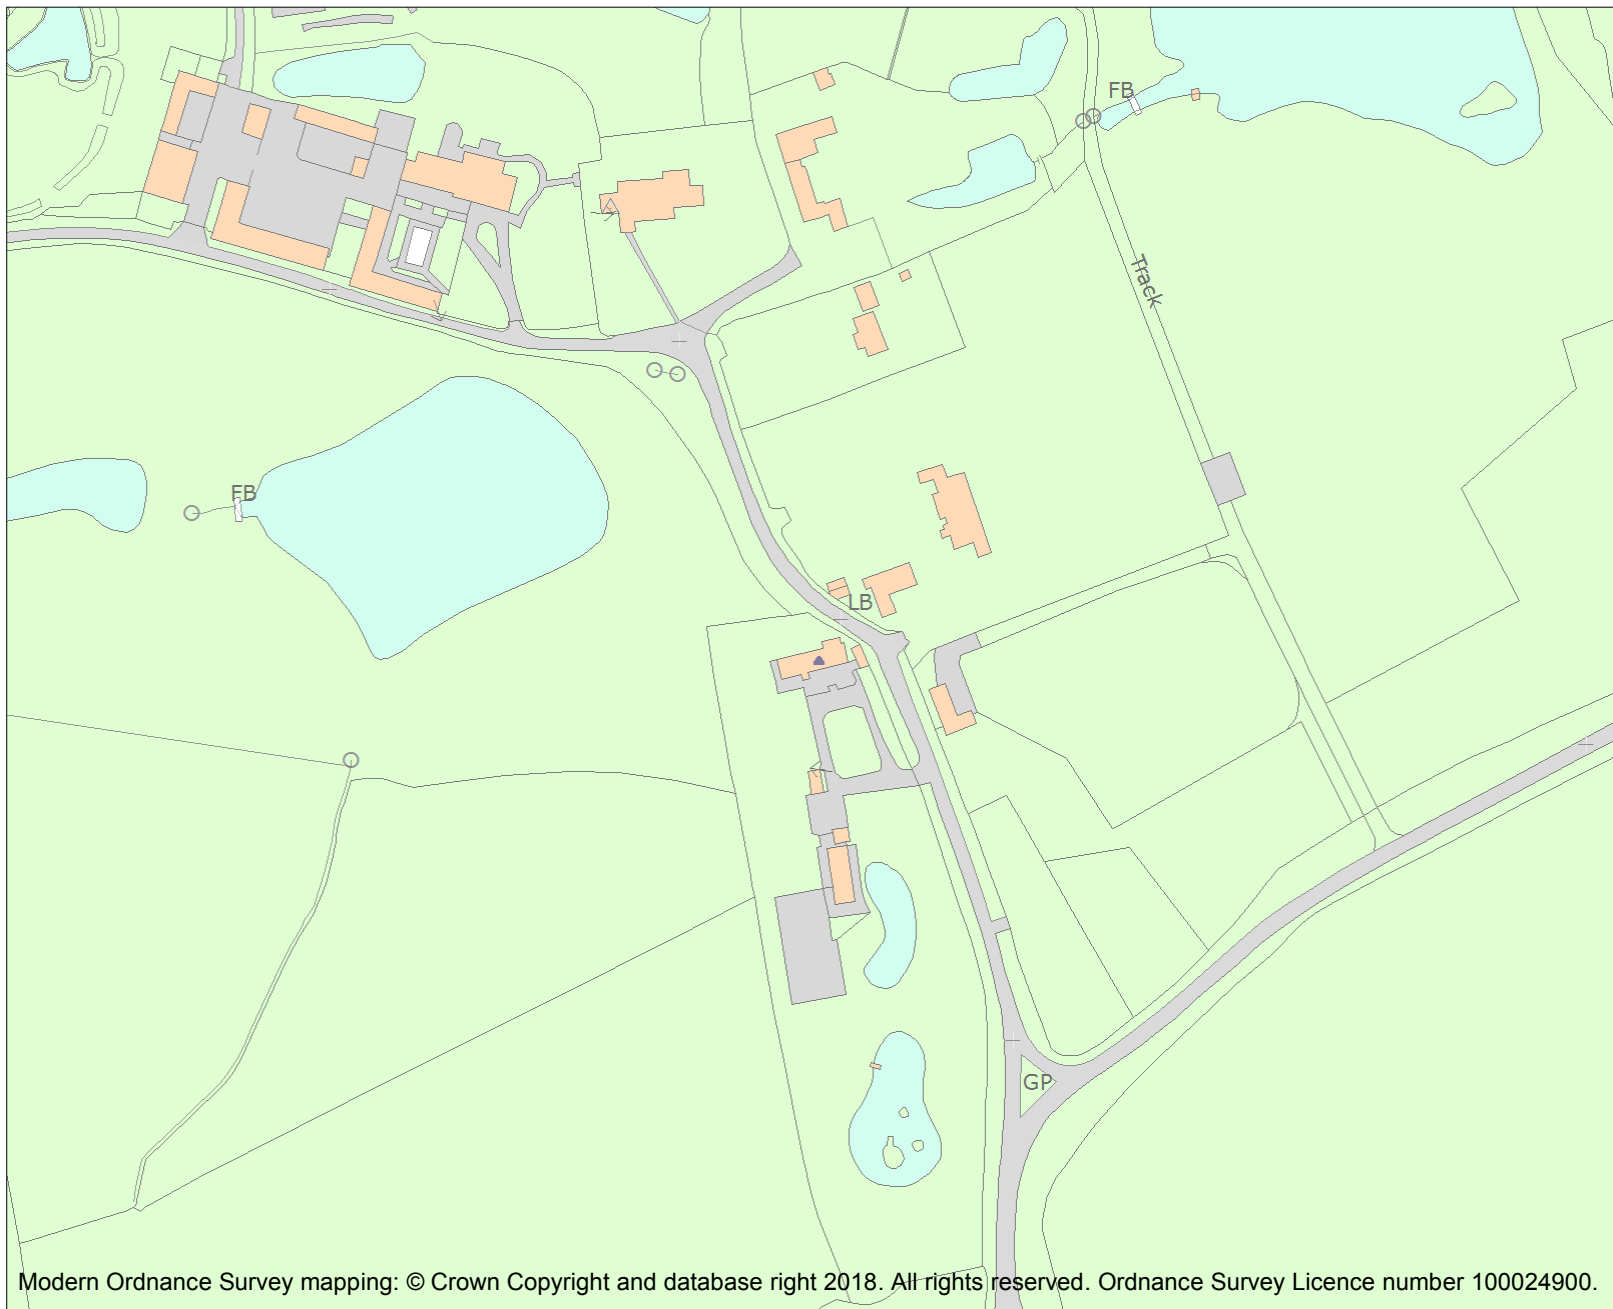 FB
Track
FB
LB
GP
Modern Ordnance Survey mapping: © Crown Copyright and database right 2018. All rights reserved. Ordnance Survey Licence number 100024900.